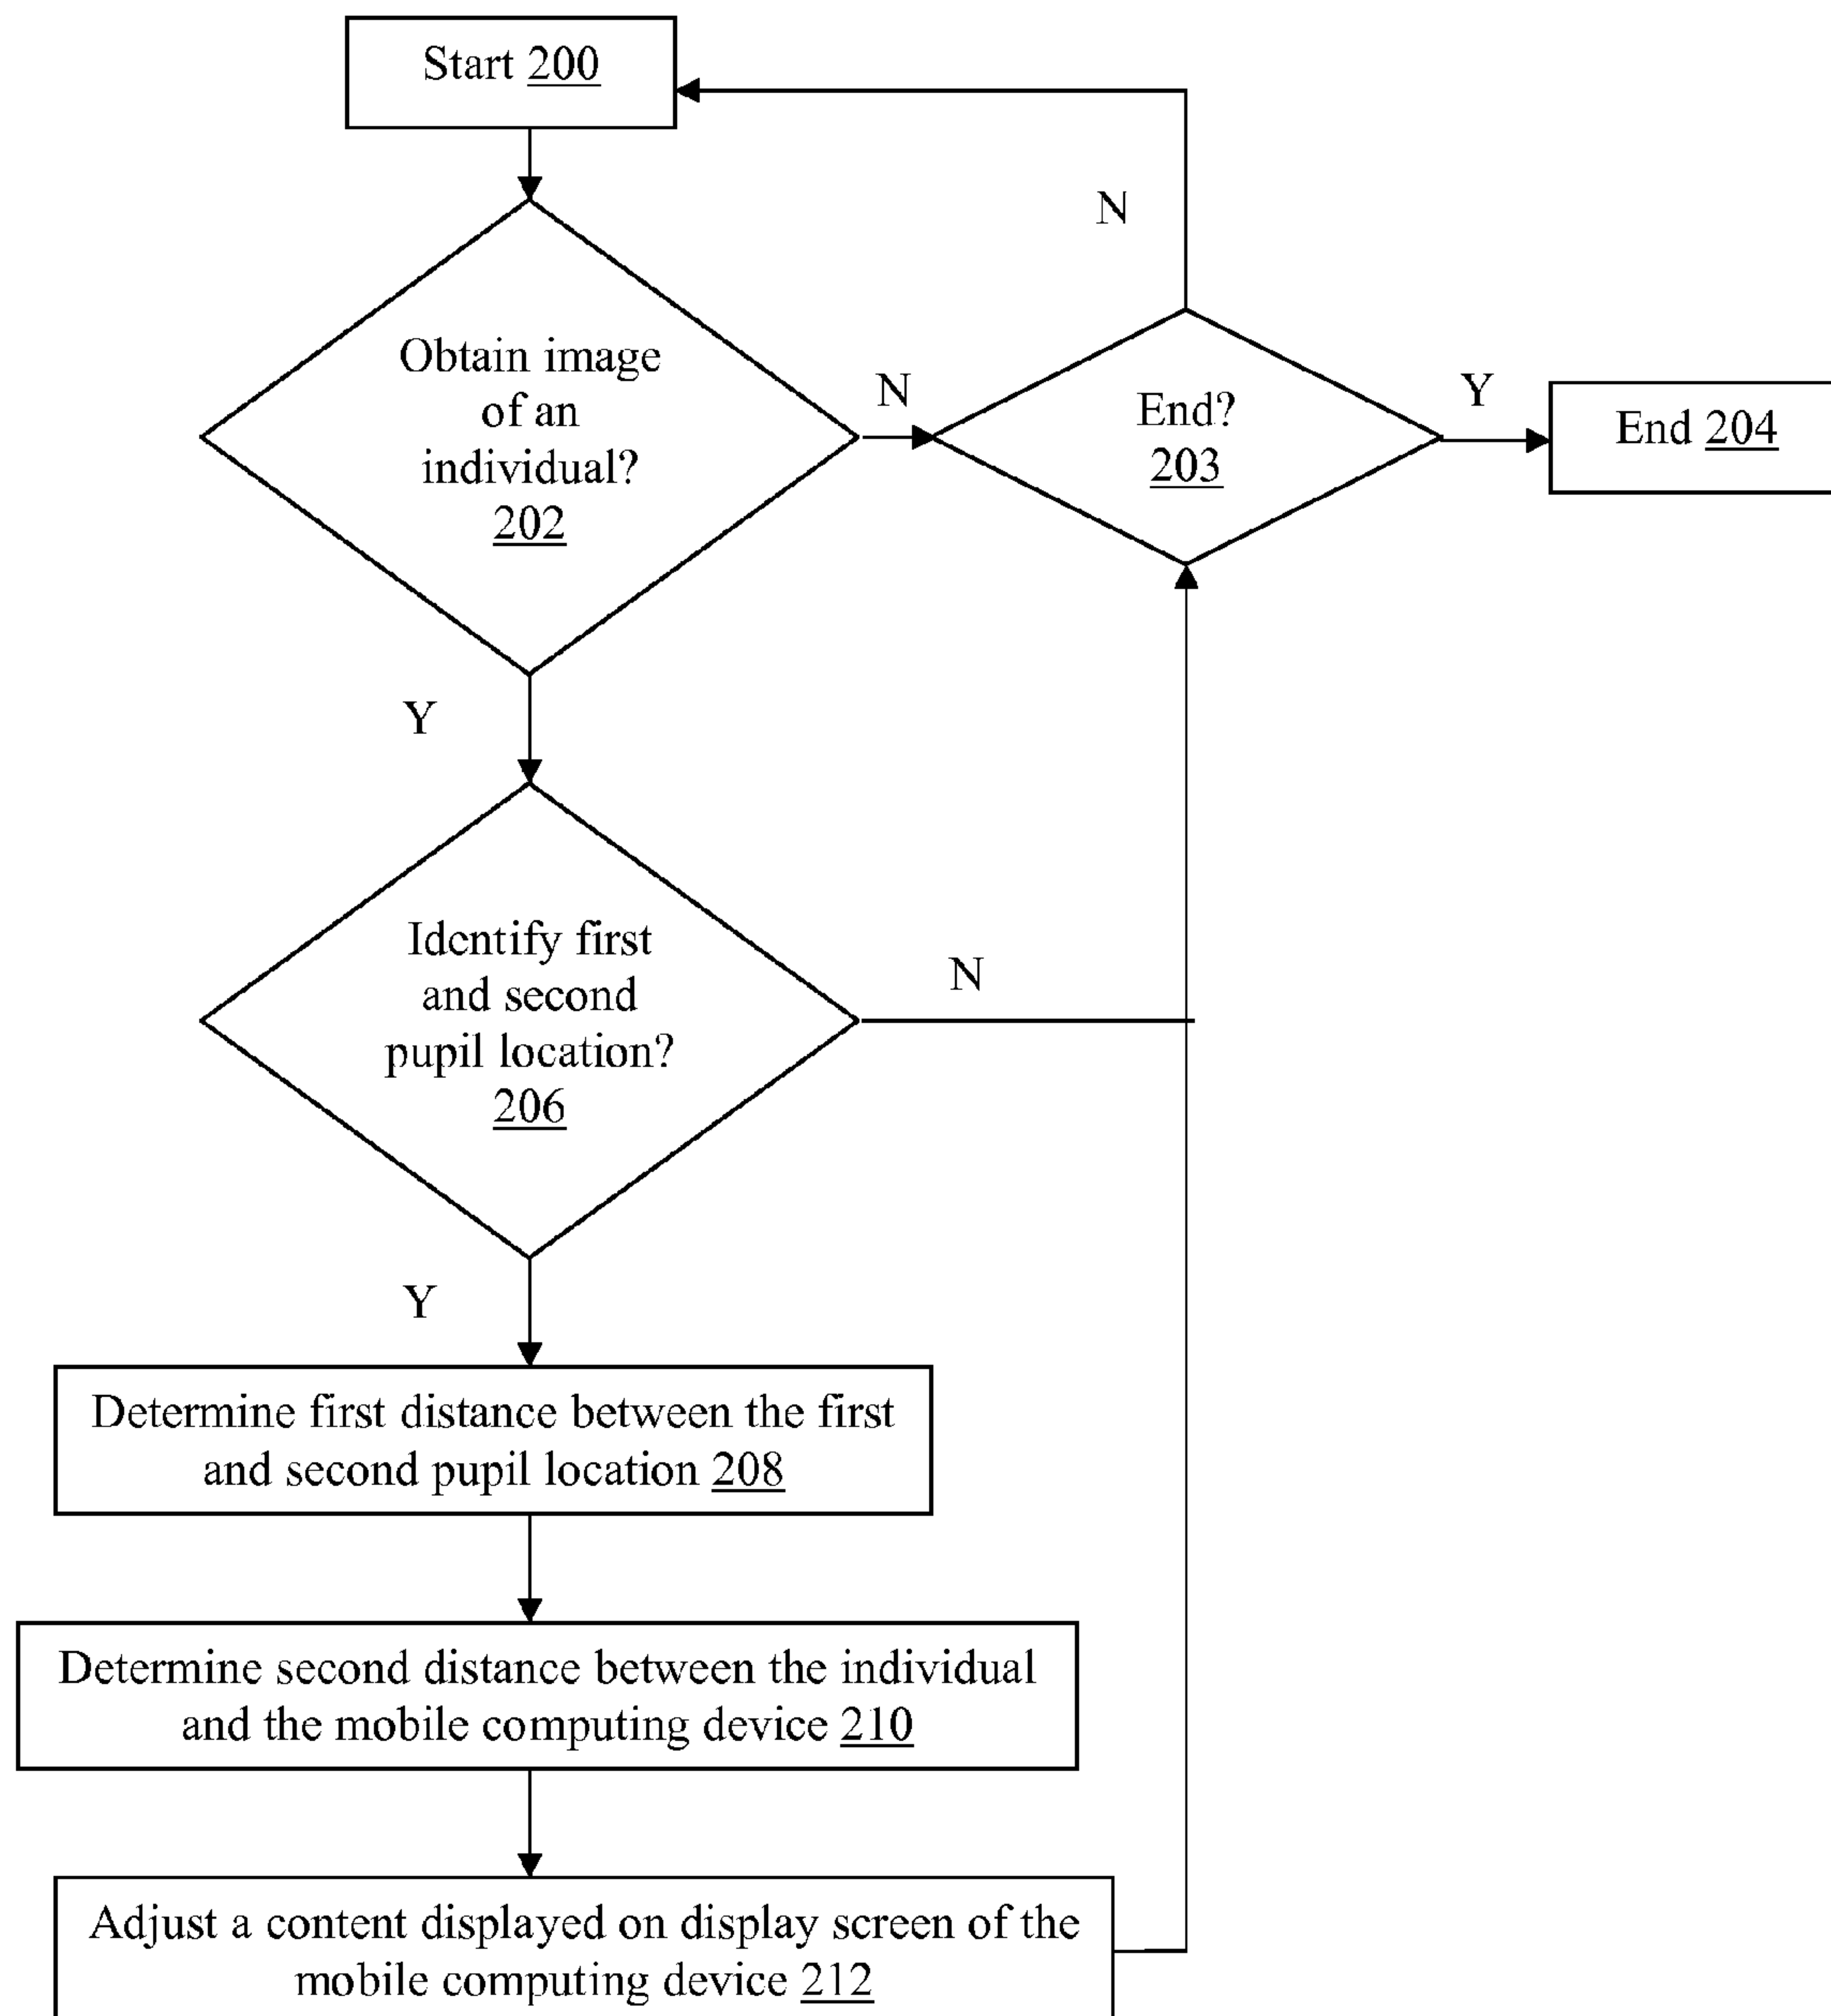 Start 200
N
Obtain image
of an
individual?
202
N
End?
203
Y
End 204
Y
Identify first
and second
pupil location?
206
N
Y
Determine first distance between the first
and second pupil location 208
Determine second distance between the individual
and the mobile computing device 210
Adjust a content displayed on display screen of the
mobile computing device 212